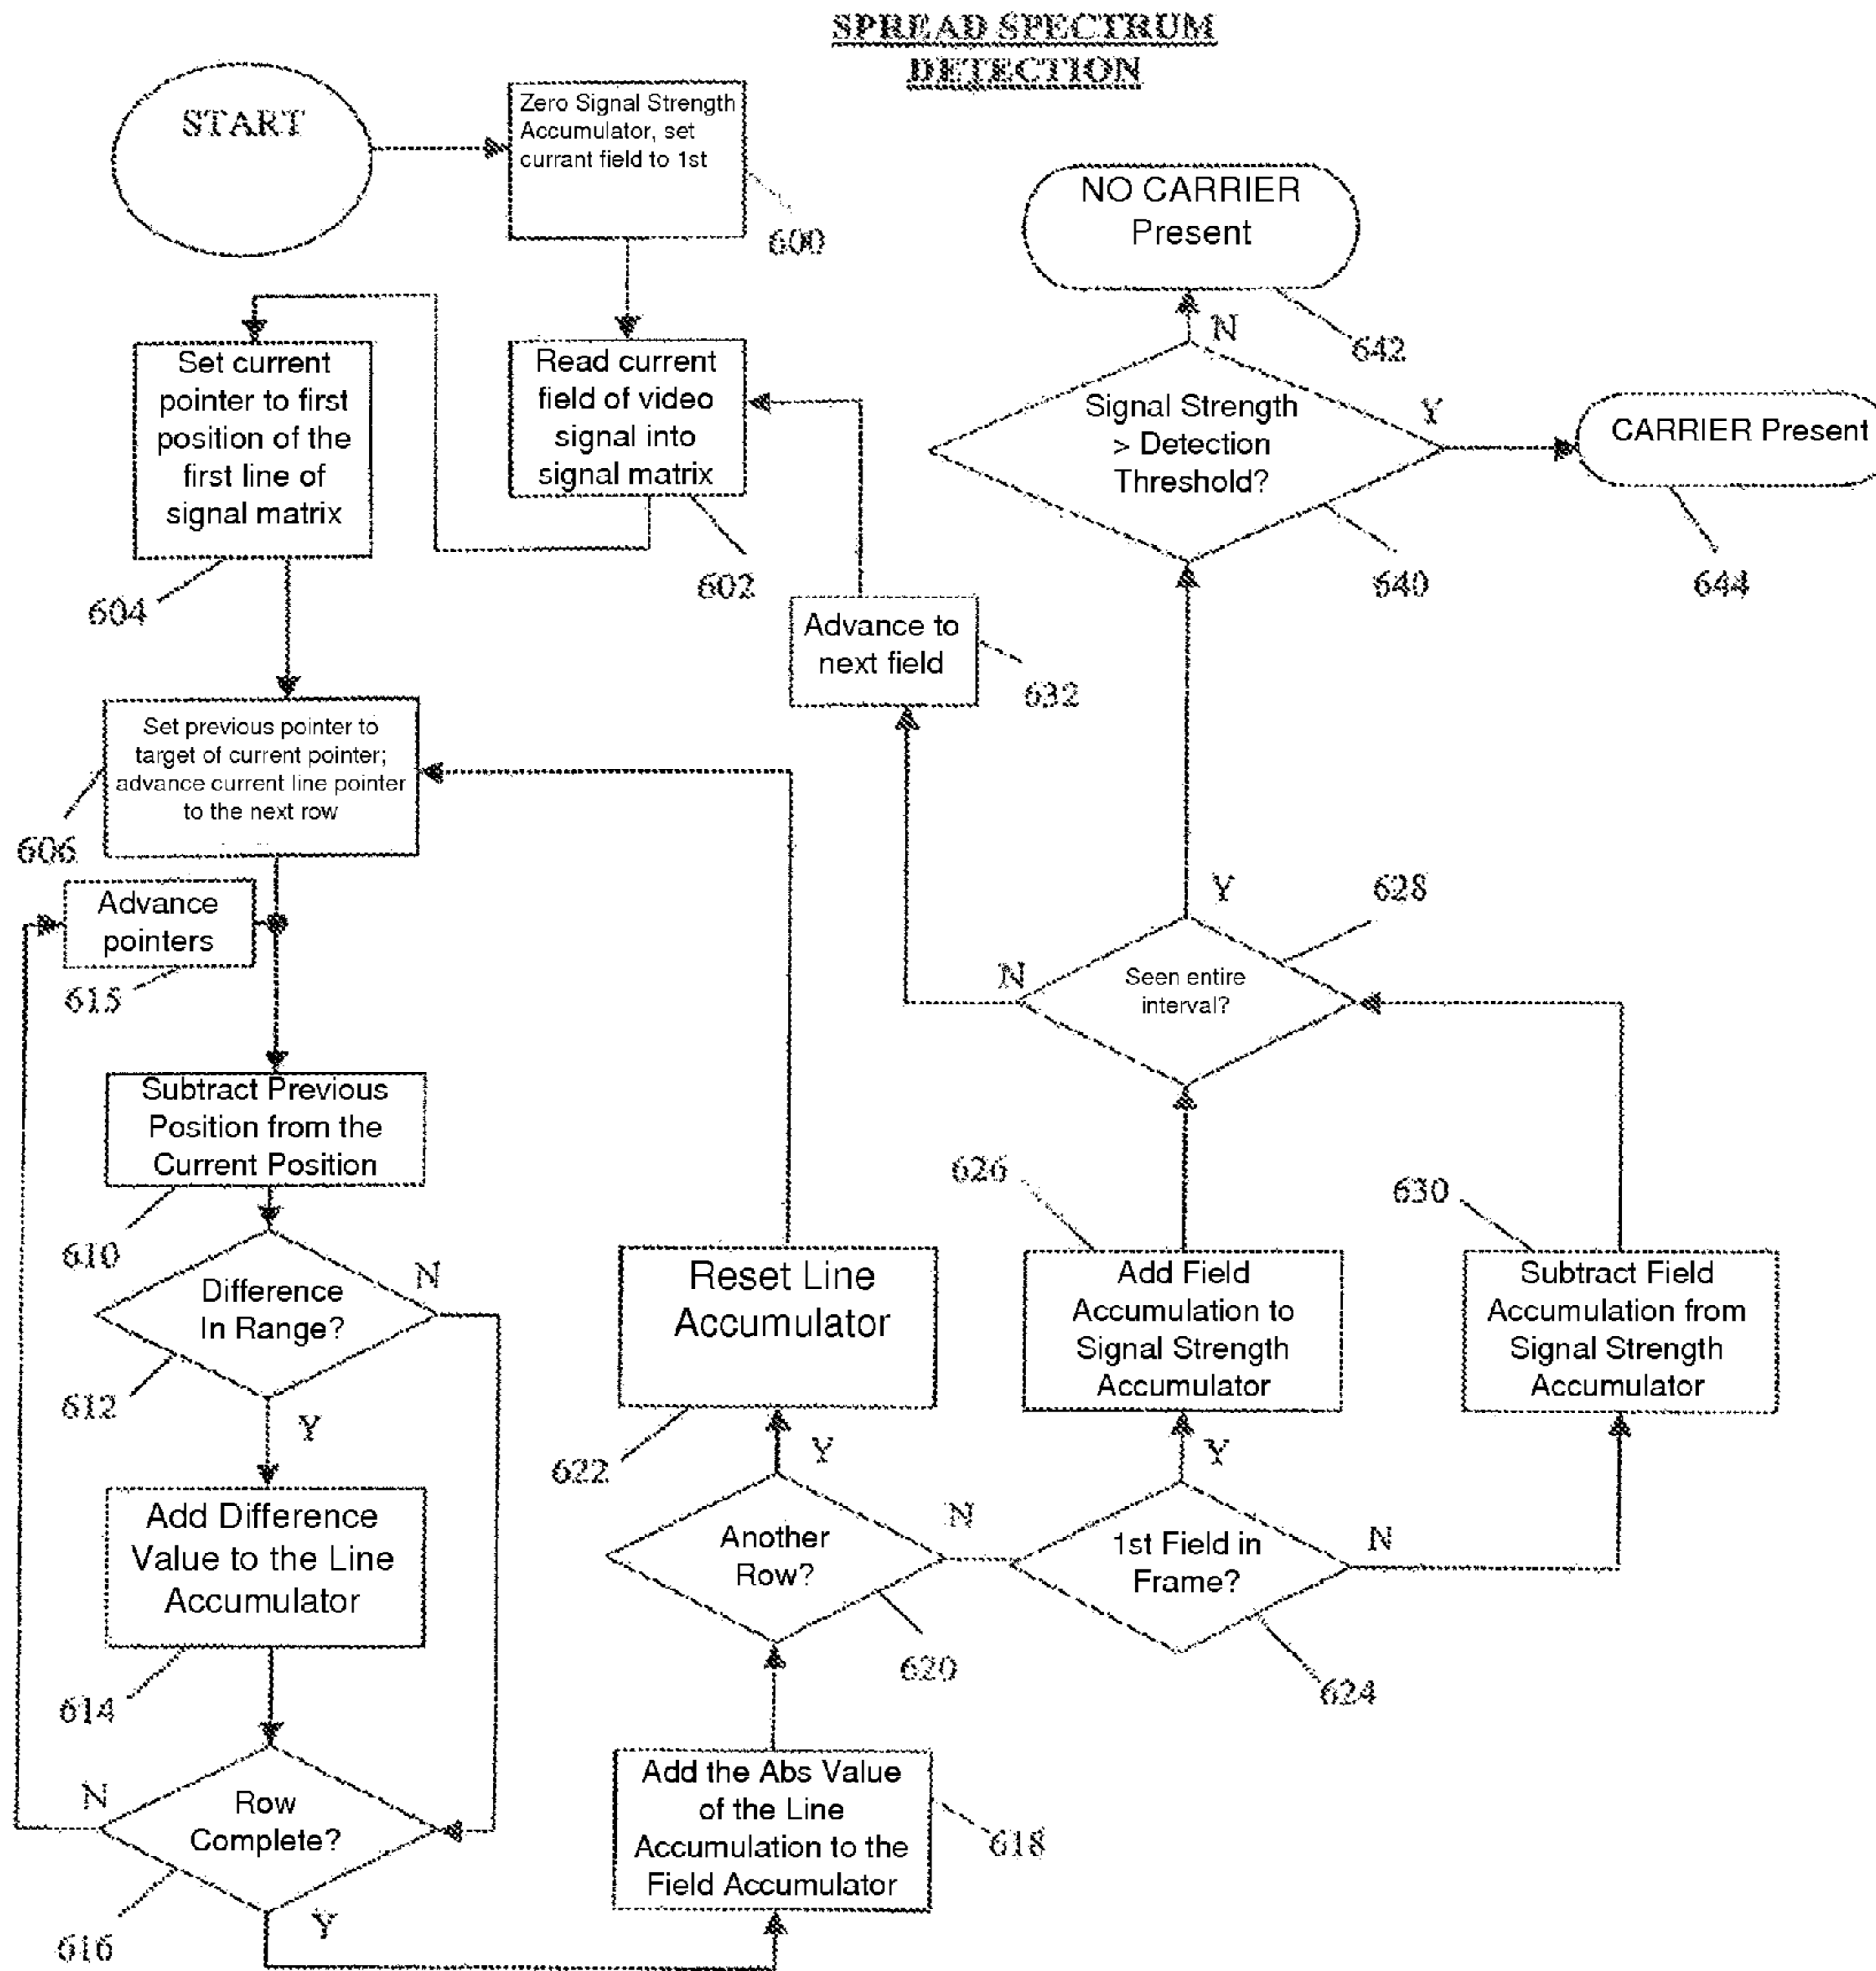 SPREAD SPECTRUM
DETECTION
START
Zero Signal Strength
Accumulator, set
currant field to 1st
600
NO CARRIER
Present
642
N
Set current
pointer to first
position of the
first line of
signal matrix
604
Read current
field of video
signal into
signal matrix
602
Signal Strength
> Detection
Threshold?
Y
640
CARRIER Present
644
Advance to
next field
632
Set previous pointer to
target of current pointer;
advance current line pointer
to the next row
606
Advance
pointers
615
Y
628
N
Seen entire
interval?
Subtract Previous
Position from the
Current Position
610
626
630
Difference
In Range?
N
612
Y
Reset Line
Accumulator
622
Add Field
Accumulation to
Signal Strength
Accumulator
Subtract Field
Accumulation from
Signal Strength
Accumulator
Y
Y
Add Difference
Value to the Line
Accumulator
614
Another
Row?
N
620
1st Field in
Frame?
N
624
N
Row
Complete?
616
Y
Add the Abs Value
of the Line
Accumulation to the
Field Accumulator
618